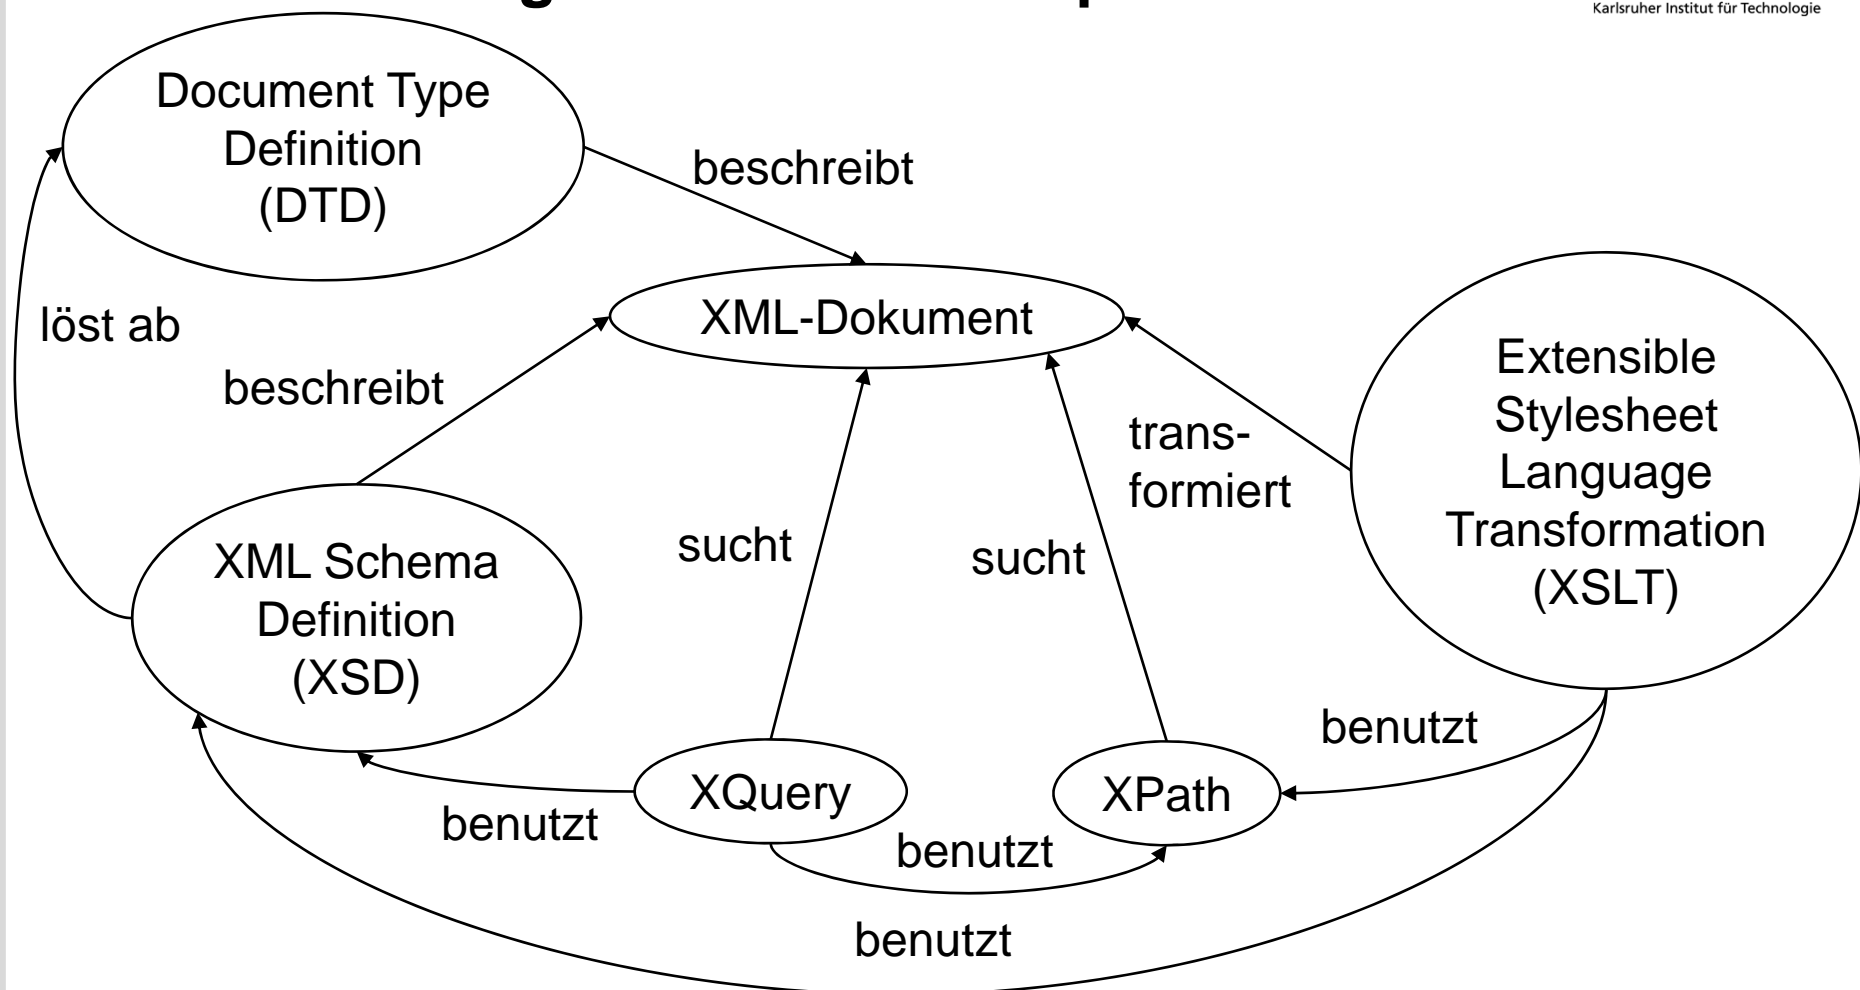 Karlsruher Institut für Technologie
Document Type
Definition
(DTD)
beschreibt
löst ab
XML-Dokument
beschreibt
trans-
formiert
Extensible
Stylesheet
Language
Transformation
(XSLT)
sucht
sucht
XML Schema
Definition
(XSD)
benutzt
XQuery
XPath
benutzt
benutzt
benutzt